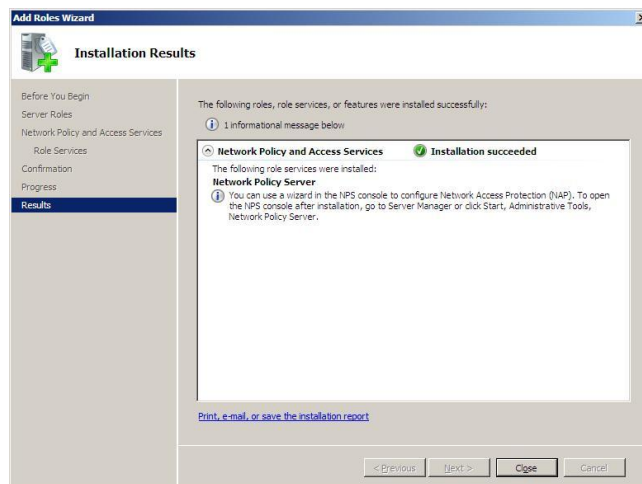 Add Roles Wizard
Installation Results
Before You Begin
Server Roles
Network Policy and Access Services
Role Services
Confirmation
Progress
Results
The following roles, role services, or features were installed successfully:
1 informational message below
Network Policy and Access Services Installation succeeded
The following role services were installed:
Network Policy Server
You can use a wizard in the NPS console to configure Network Access Protection (NAP). To open
the NPS console after installation, go to Server Manager or click Start, Administrative Tools,
Network Policy Server.
Print, e-mail, or save the installation report
< Previous Next > Close Cancel